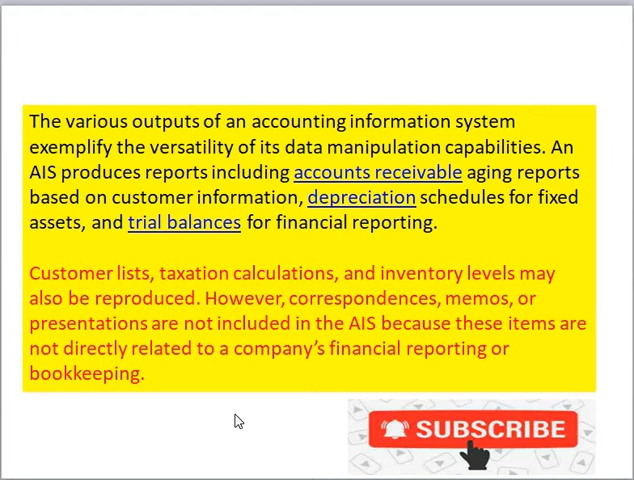 The various outputs of an accounting information system
exemplify the versatility of its data manipulation capabilities. An
AIS produces reports including accounts receivable aging reports
based on customer information, depreciation schedules for fixed
assets, and trial balances for financial reporting.
Customer lists, taxation calculations, and inventory levels may
also be reproduced. However, correspondences, memos, or
presentations are not included in the AIS because these items are
not directly related to a company’s financial reporting or
bookkeeping.
SUBSCRIBE